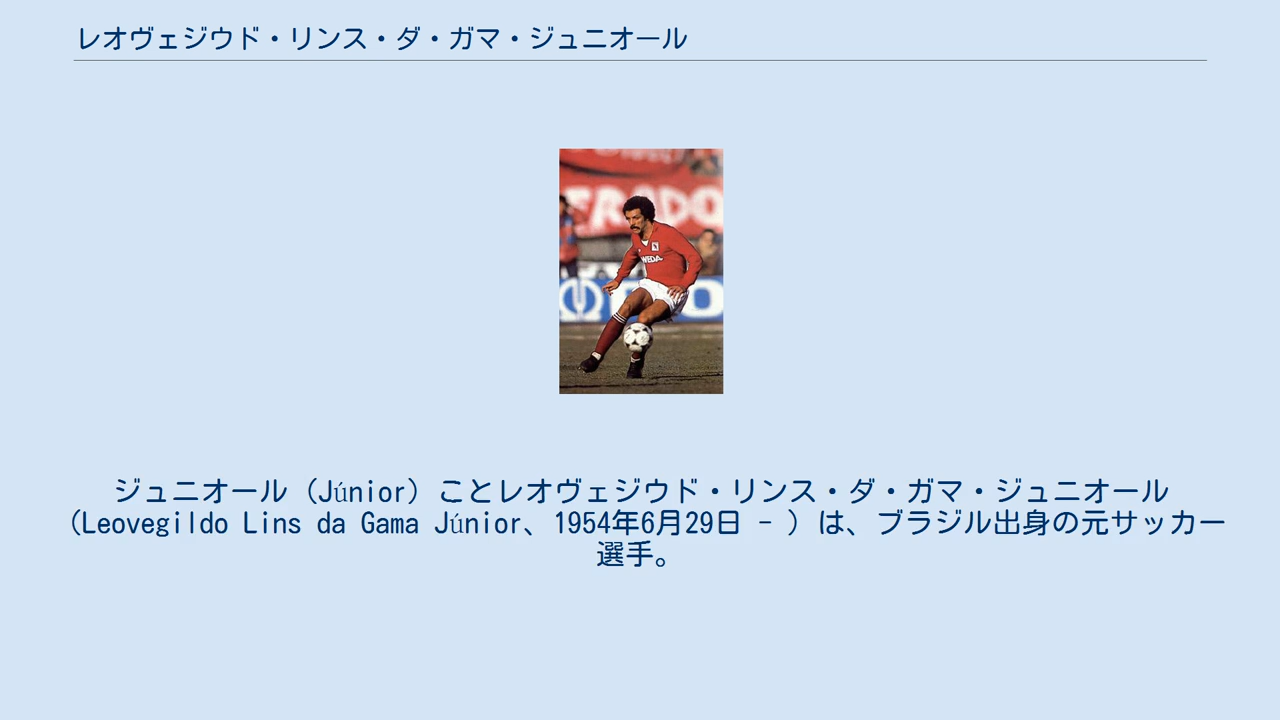 レオヴェジウド・リンス・ダ・ガマ・ジュニオール
ERADO
WEDA
ジュニオール（Júnior）ことレオヴェジウド・リンス・ダ・ガマ・ジュニオール
（Leovegildo Lins da Gama Júnior、1954年6月29日 - ）は、ブラジル出身の元サッカー
選手。